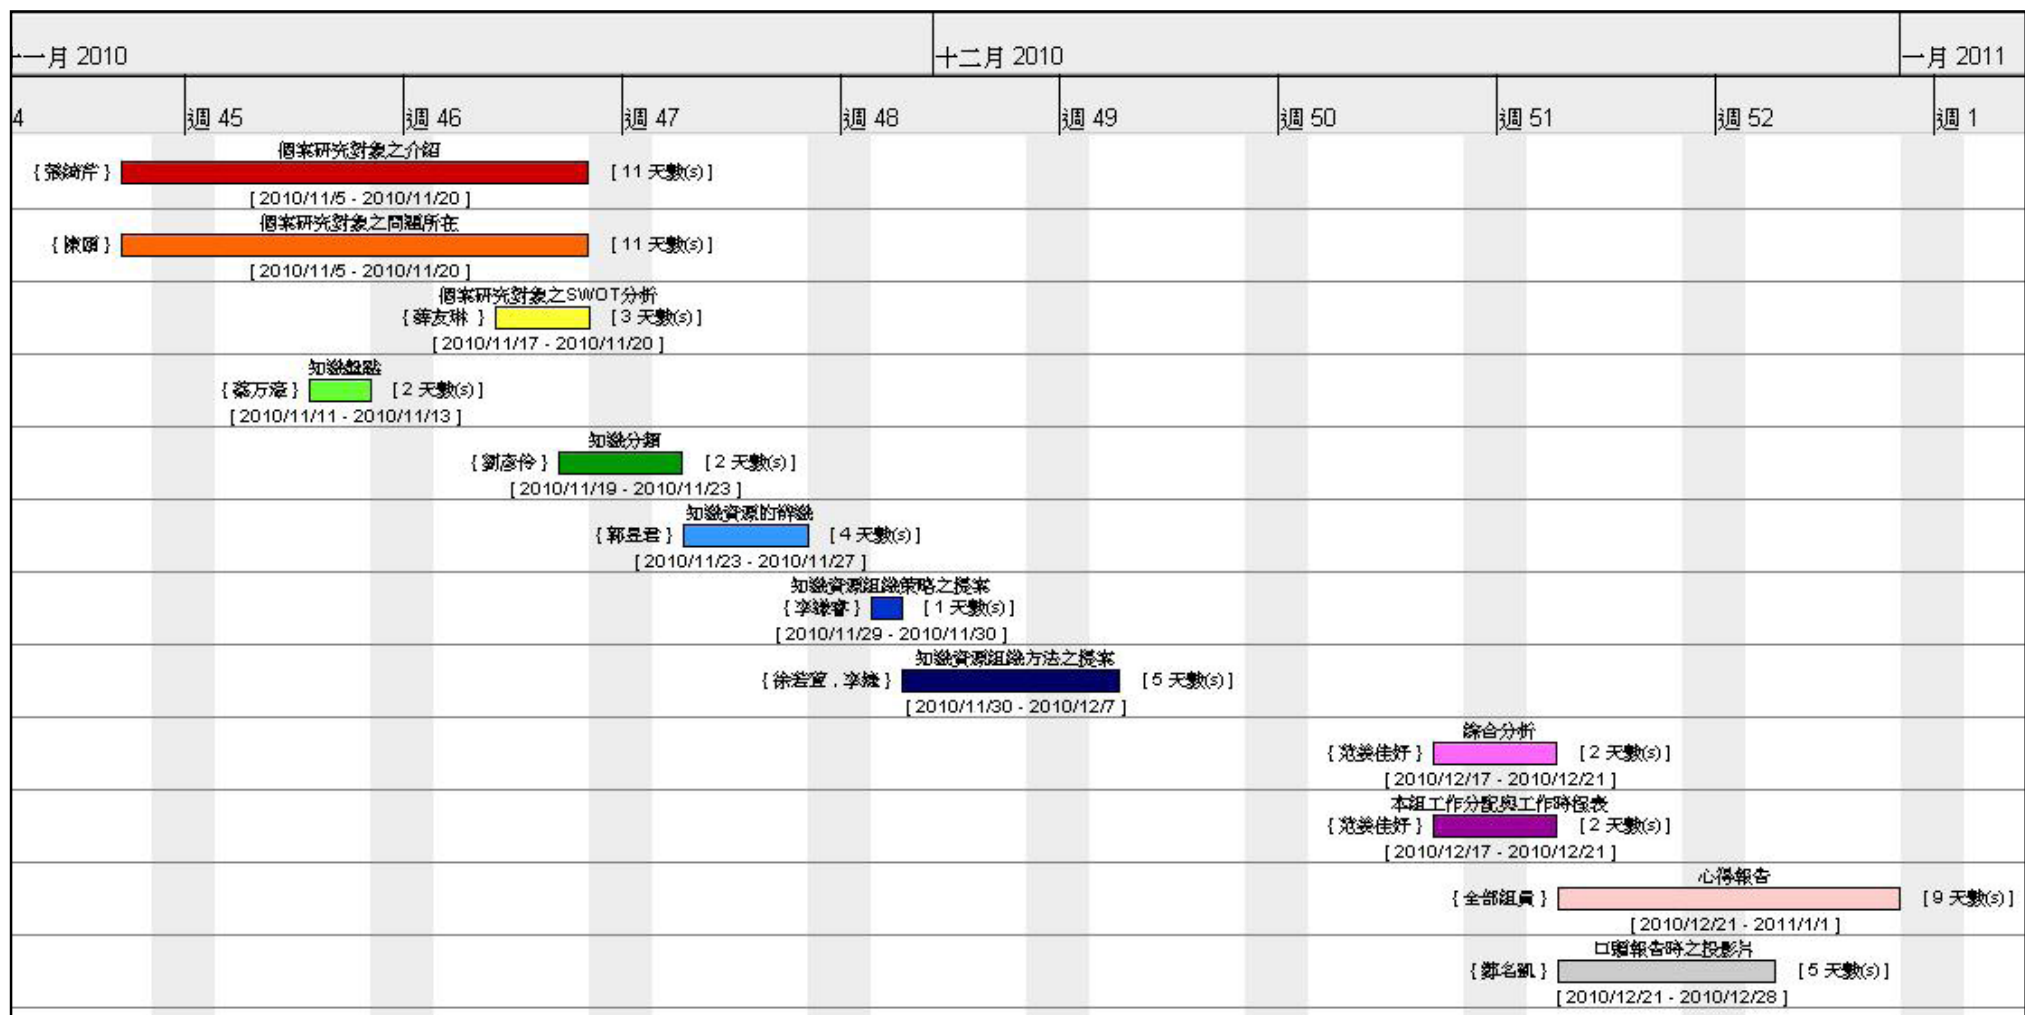 一月 2010
十二月 2010
一月 2011
4
週 45
週 46
週 47
週 48
週 49
週 50
週 51
週 52
週 1
個案研究對象之介紹
{ 張綺芹 } [ 11 天數(s) ]
[ 2010/11/5 - 2010/11/20 ]
個案研究對象之問題所在
{ 陳頤 } [ 11 天數(s) ]
[ 2010/11/5 - 2010/11/20 ]
個案研究對象之SWOT分析
{ 薛友琳 } [ 3 天數(s) ]
[ 2010/11/17 - 2010/11/20 ]
知識盤點
[ 2 天數(s) ]
[ 2010/11/11 - 2010/11/13 ]
知識分類
{ 劉彥伶 } [ 2 天數(s) ]
[ 2010/11/19 - 2010/11/23 ]
知識資源的辨識
{ 郭昱君 } [ 4 天數(s) ]
[ 2010/11/23 - 2010/11/27 ]
知識資源組織策略之提案
[ 1 天數(s) ]
[ 2010/11/29 - 2010/11/30 ]
知識資源組織方法之提案
[ 5 天數(s) ]
[ 2010/11/30 - 2010/12/7 ]
綜合分析
{ 范姜佳妤 } [ 2 天數(s) ]
[ 2010/12/17 - 2010/12/21 ]
本組工作分配與工作時程表
{ 范姜佳妤 } [ 2 天數(s) ]
[ 2010/12/17 - 2010/12/21 ]
心得報告
{ 全部組員 } [ 9 天數(s) ]
[ 2010/12/21 - 2011/1/1 ]
口頭報告時之投影片
{ 鄭名凱 } [ 5 天數(s) ]
[ 2010/12/21 - 2010/12/28 ]